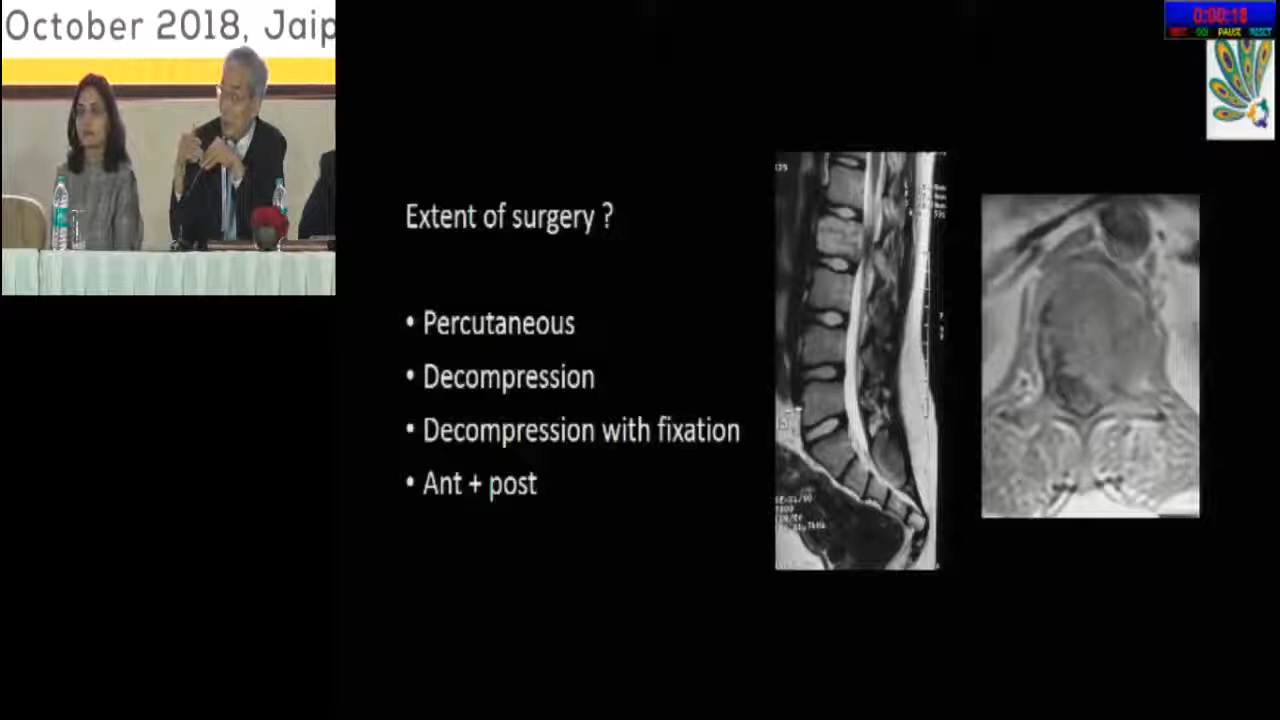 October 2018, Jaip
0:00:18
PAUSE
Extent of surgery ?
• Percutaneous
• Decompression
• Decompression with fixation
• Ant + post